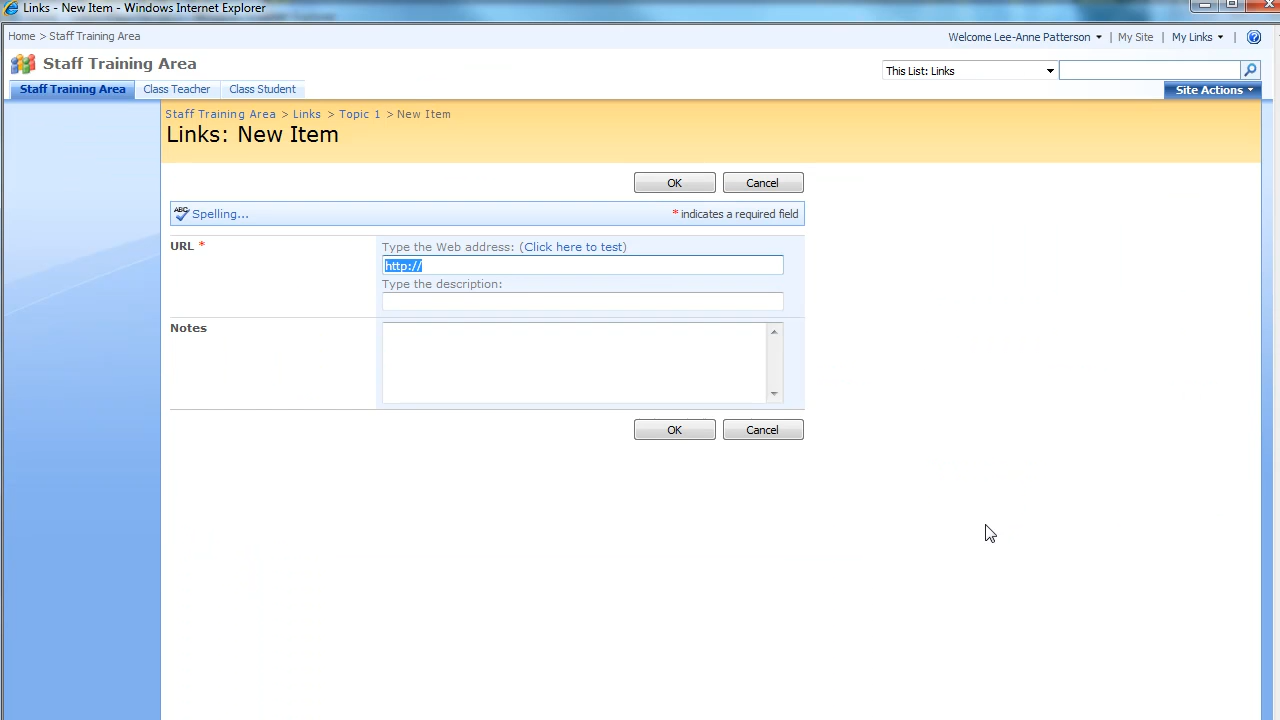 Links - New Item - Windows Internet Explorer
Home > Staff Training Area
Welcome Lee-Anne Patterson | My Site | My Links |
Staff Training Area
This List: Links
Staff Training Area Class Teacher Class Student
Site Actions
Staff Training Area > Links > Topic 1 > New Item
Links: New Item
OK Cancel
ABC Spelling... * indicates a required field
URL * Type the Web address: (Click here to test)
http://
Type the description:
Notes
OK Cancel